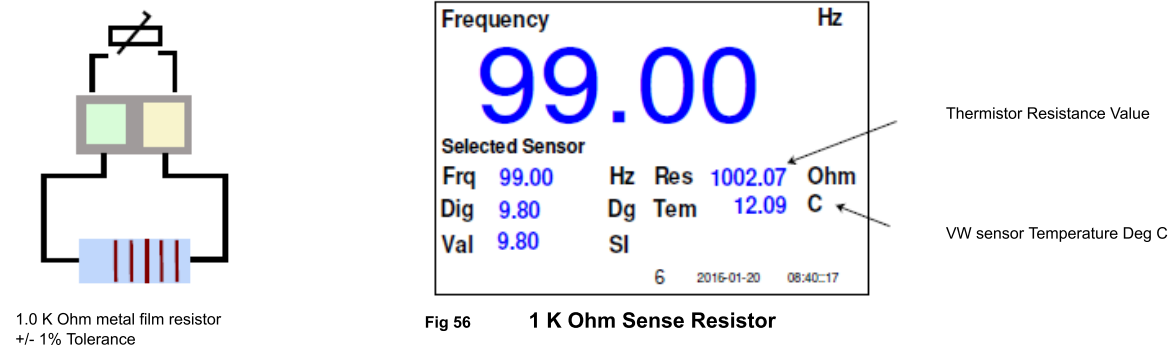 Frequency Hz
99.00
Selected Sensor
Frq 99.00 Hz Res 1002.07 Ohm
Dig 9.80 Dg Tem 12.09 C
Val 9.80 SI
6 2016-01-20 08:40::17
Thermistor Resistance Value
VW sensor Temperature Deg C
1.0 K Ohm metal film resistor
+/- 1% Tolerance
Fig 56 1 K Ohm Sense Resistor